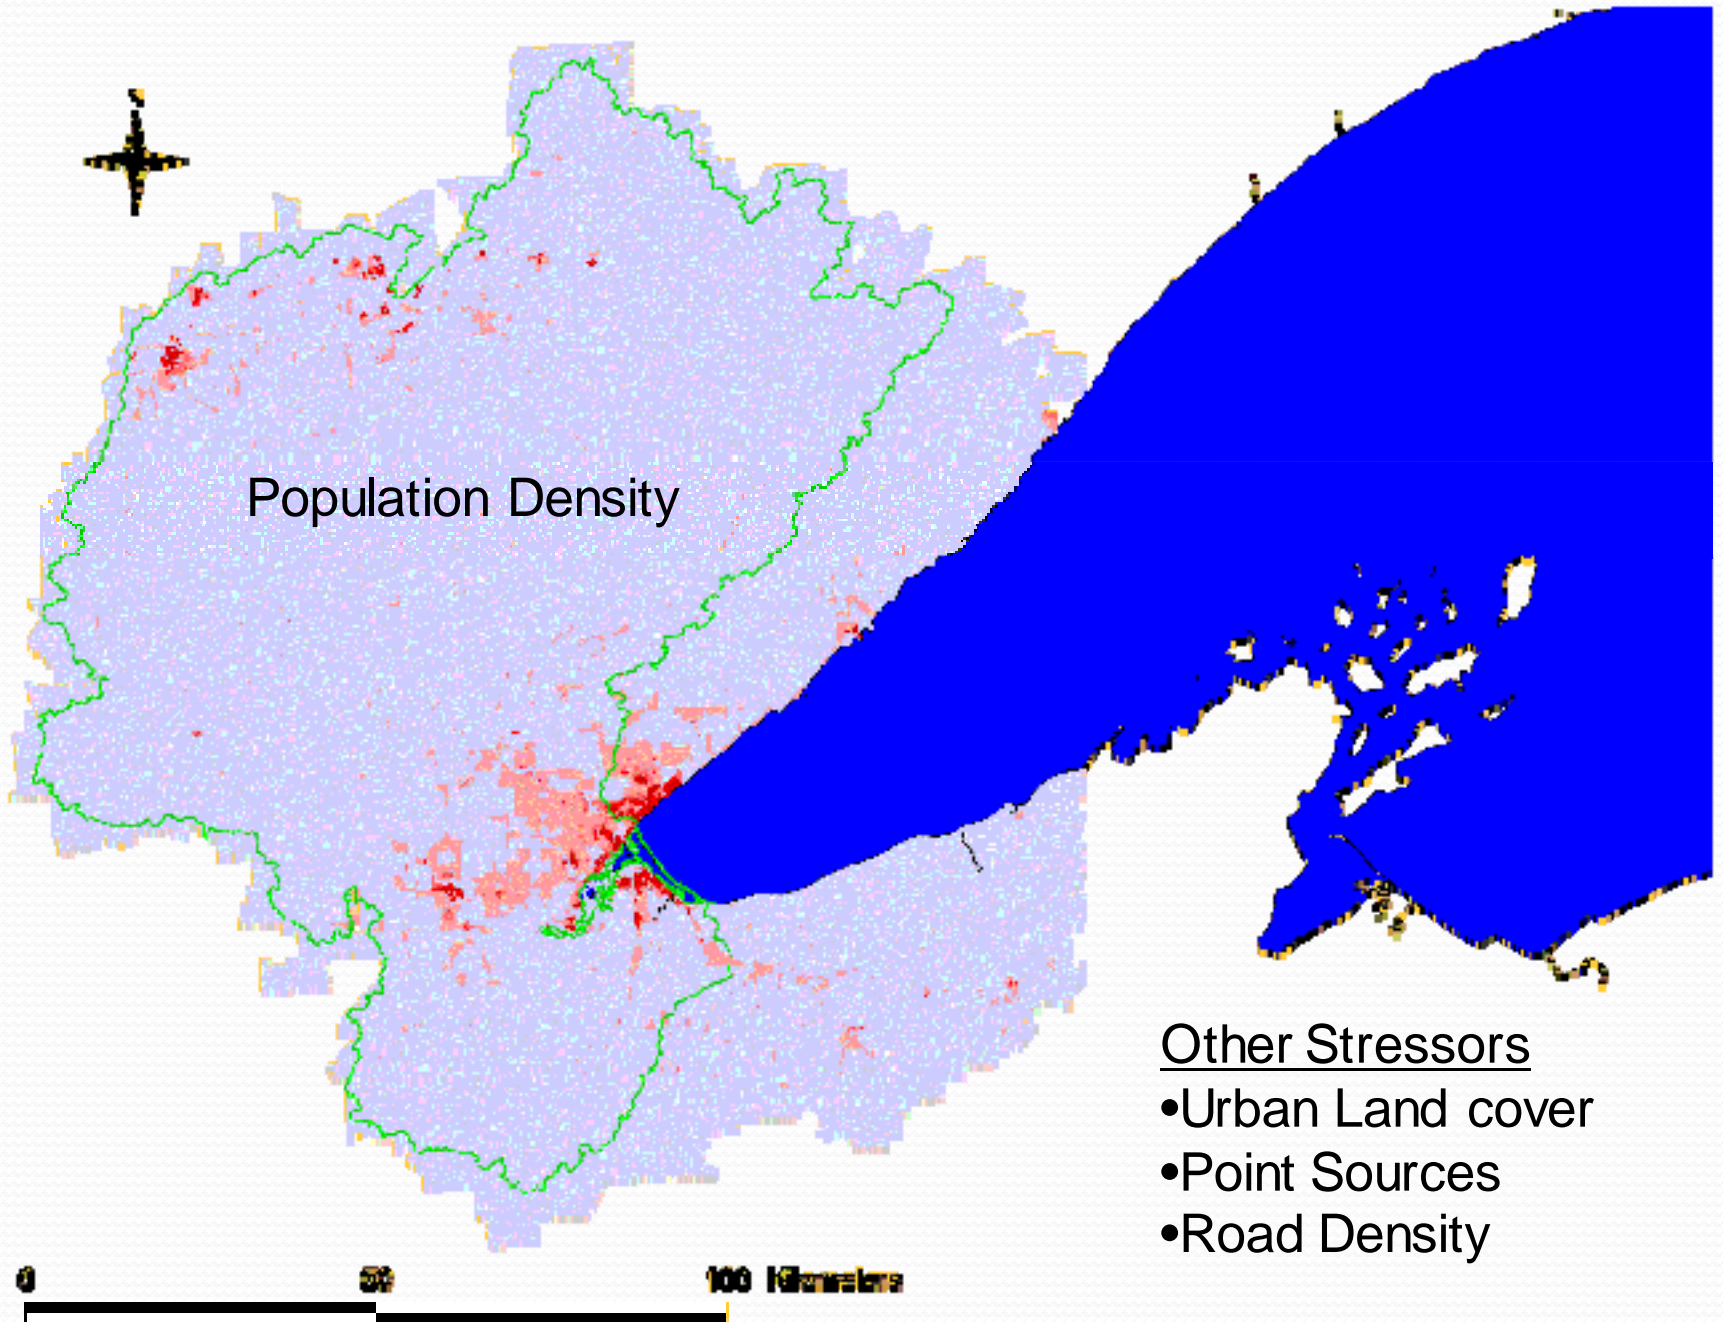 Population Density
Other Stressors
•Urban Land cover
•Point Sources
•Road Density
0 50 100 Kilometers